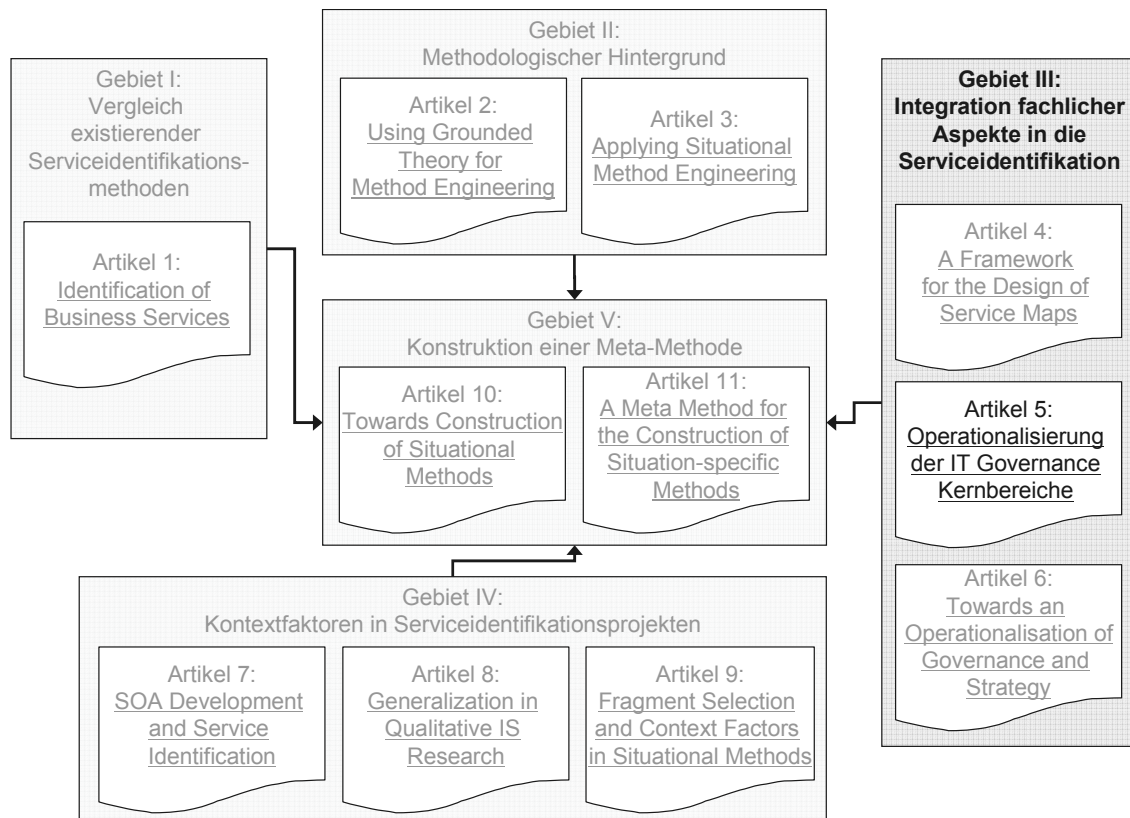 Gebiet I:
Vergleich
existierender
Serviceidentifikations-
methoden
Artikel 1:
Identification of
Business Services
Gebiet II:
Methodologischer Hintergrund
Artikel 2:
Using Grounded
Theory for
Method Engineering
Artikel 3:
Applying Situational
Method Engineering
Gebiet III:
Integration fachlicher
Aspekte in die
Serviceidentifikation
Artikel 4:
A Framework
for the Design of
Service Maps
Artikel 5:
Operationalisierung
der IT Governance
Kernbereiche
Artikel 6:
Towards an
Operationalisation of
Governance and
Strategy
Gebiet V:
Konstruktion einer Meta-Methode
Artikel 10:
Towards Construction
of Situational
Methods
Artikel 11:
A Meta Method for
the Construction of
Situation-specific
Methods
Gebiet IV:
Kontextfaktoren in Serviceidentifikationsprojekten
Artikel 7:
SOA Development
and Service
Identification
Artikel 8:
Generalization in
Qualitative IS
Research
Artikel 9:
Fragment Selection
and Context Factors
in Situational Methods